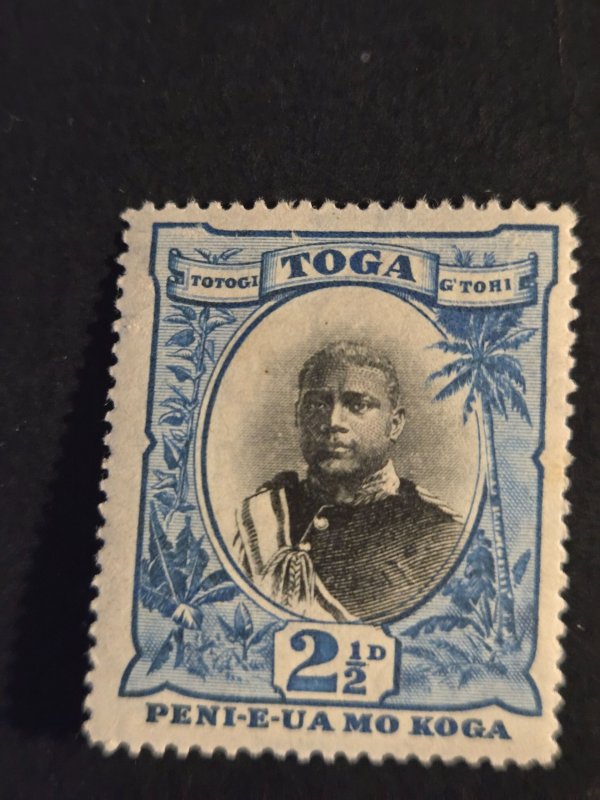 TOGA
TOTOGI G'TOHI
2½D
PENI-E-UA MO KOGA